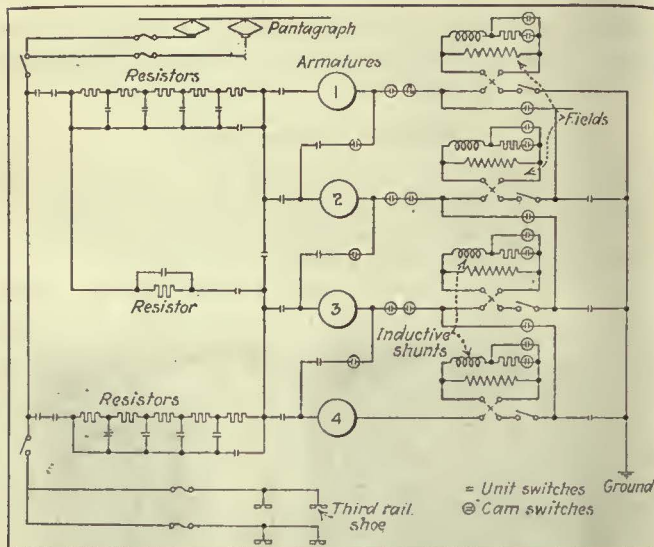 Pantagraph
Resistors
Armatures
1
Fields
2
Resistor
3
Inductive
shunts
Resistors
4
Third rail
shoe
Ground
= Unit switches
Cam switches